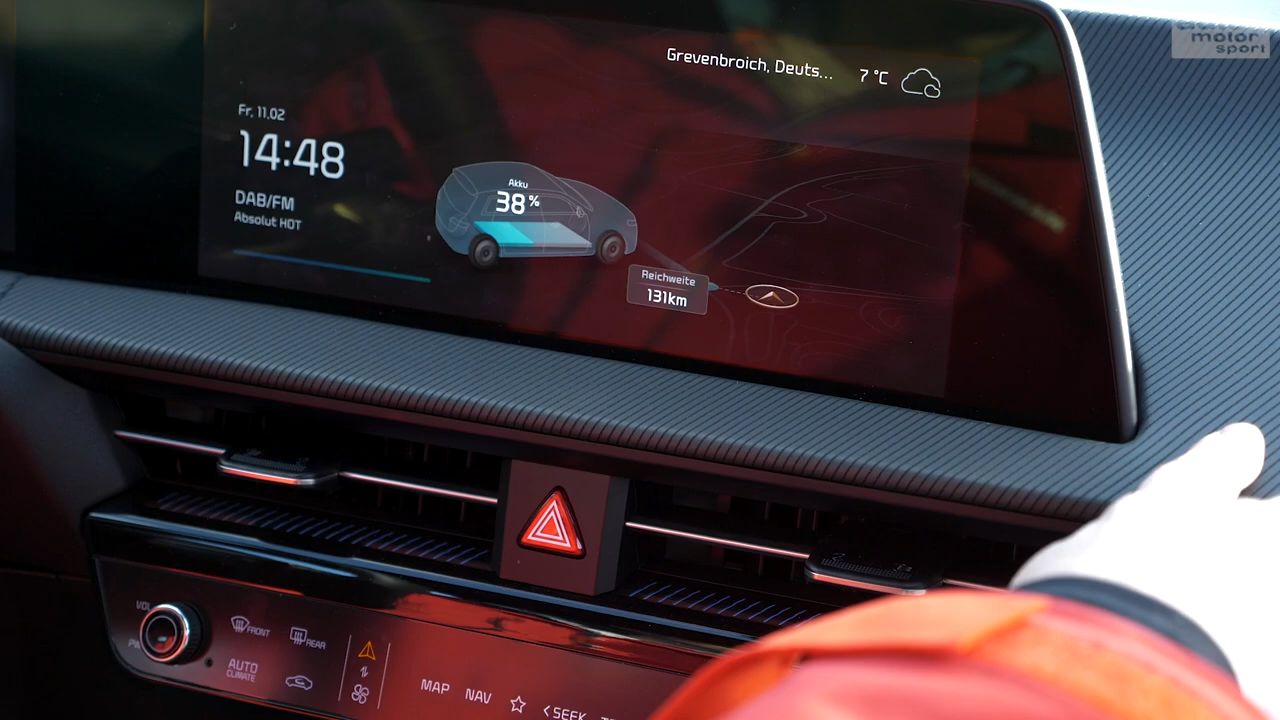 auto
motor
sport
Grevenbroich, Deuts... 7 °C
Fr. 11.02
14:48
DAB/FM
Absolut HOT
Akku
38%
Reichweite
131km
VOL
FRONT
REAR
AUTO
CLIMATE
MAP NAV < SEEK